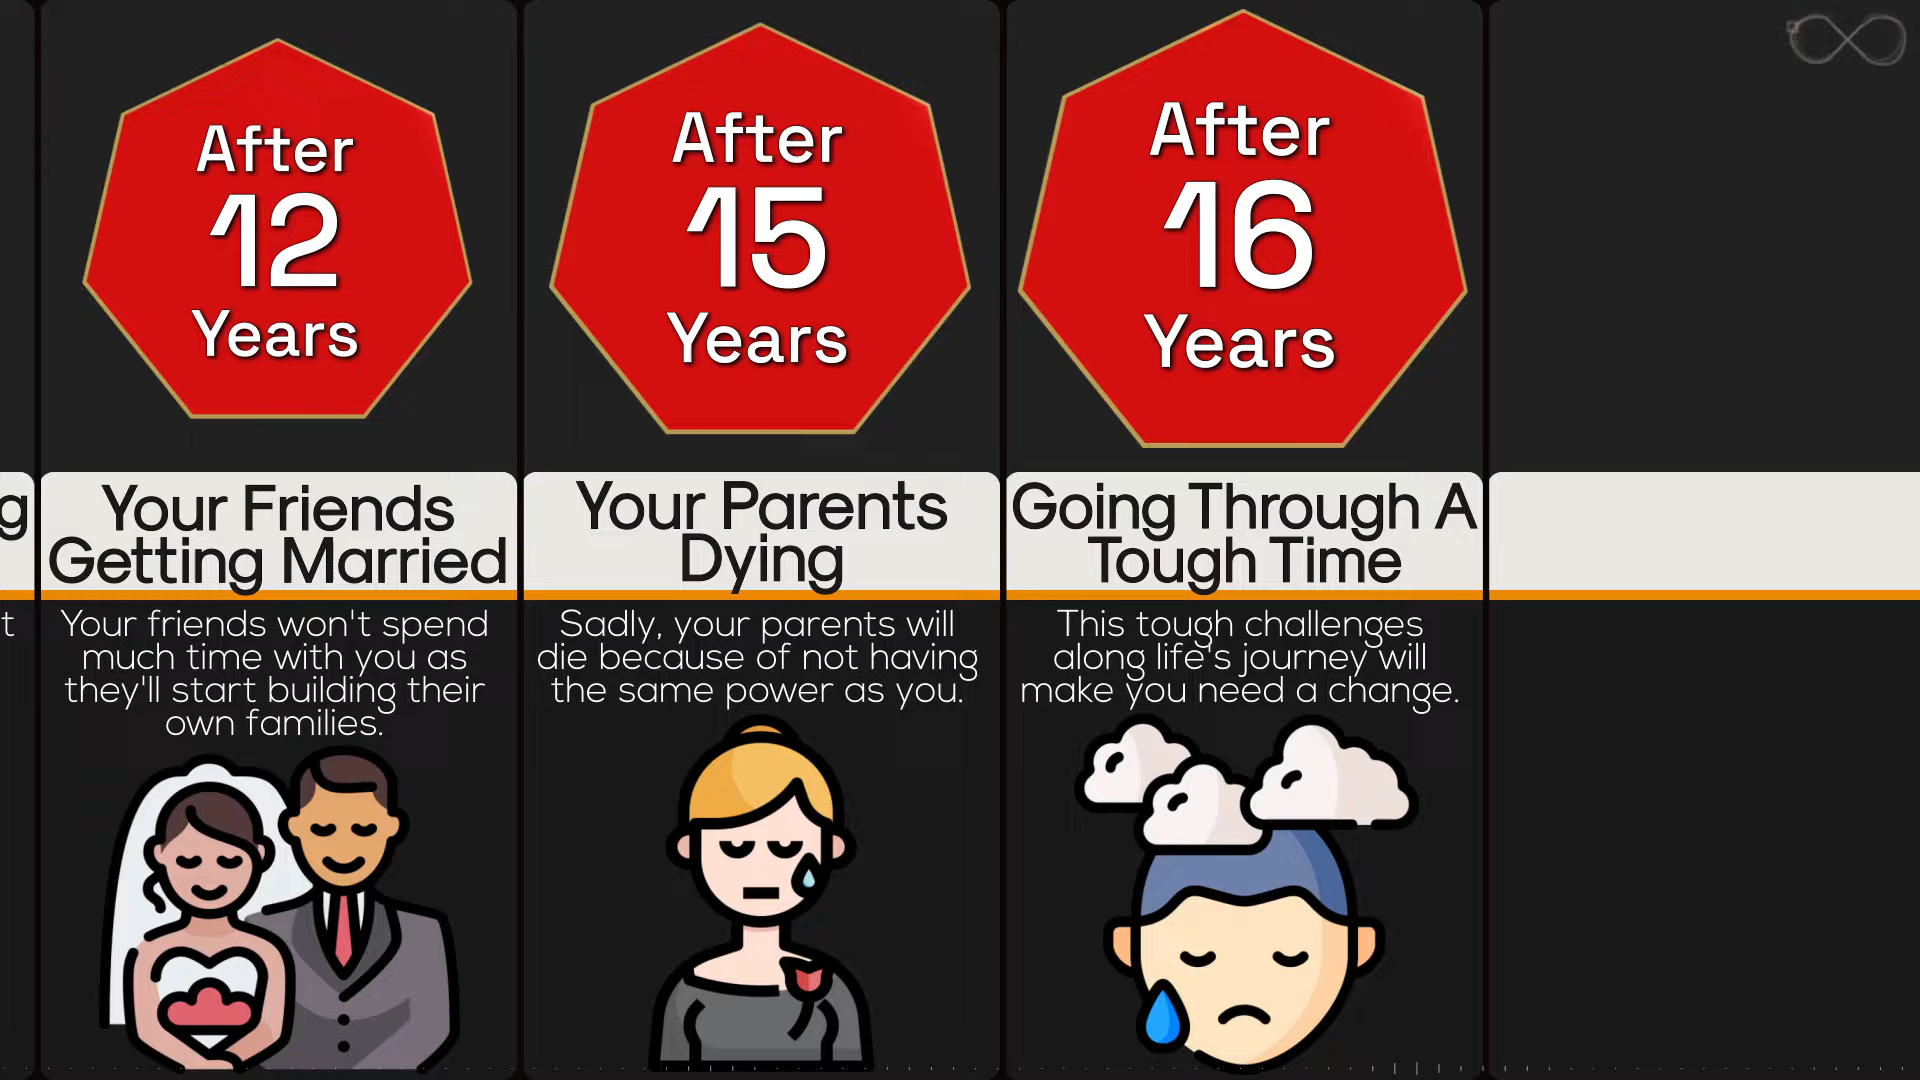 g
t
After
12
Years
Your Friends
Getting Married
Your friends won't spend
much time with you as
they'll start building their
own families.
After
15
Years
Your Parents
Dying
Sadly, your parents will
die because of not having
the same power as you.
After
16
Years
Going Through A
Tough Time
This tough challenges
along life's journey will
make you need a change.